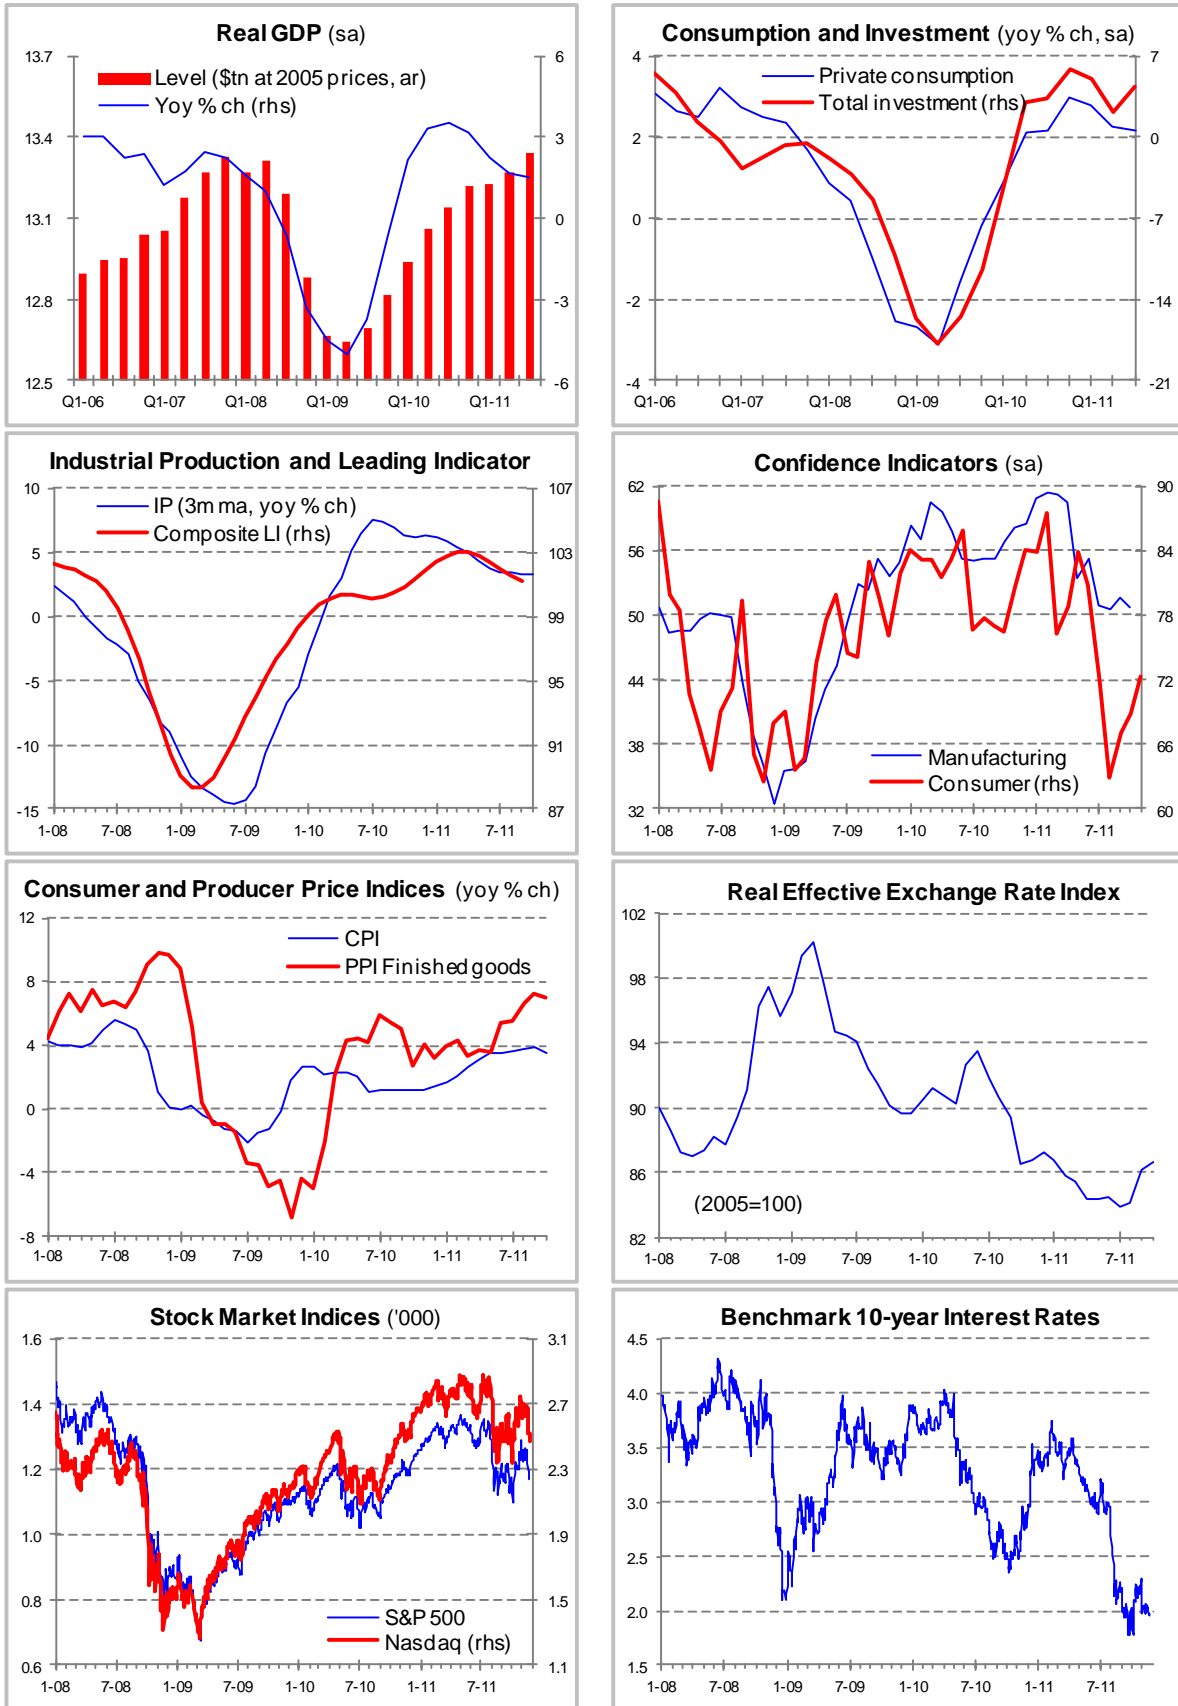 Real GDP (sa)
13.7
13.4
13.1
12.8
12.5
6
3
0
-3
-6
Level ($tn at 2005 prices, ar)
Yoy % ch (rhs)
Q1-06 Q1-07 Q1-08 Q1-09 Q1-10 Q1-11
Consumption and Investment (yoy % ch, sa)
4
2
0
-2
-4
7
0
-7
-14
-21
Private consumption
Total investment (rhs)
Q1-06 Q1-07 Q1-08 Q1-09 Q1-10 Q1-11
Industrial Production and Leading Indicator
10
5
0
-5
-10
-15
107
103
99
95
91
87
IP (3m ma, yoy % ch)
Composite LI (rhs)
1-08 7-08 1-09 7-09 1-10 7-10 1-11 7-11
Confidence Indicators (sa)
62
56
50
44
38
32
90
84
78
72
66
60
Manufacturing
Consumer (rhs)
1-08 7-08 1-09 7-09 1-10 7-10 1-11 7-11
Consumer and Producer Price Indices (yoy % ch)
12
8
4
0
-4
-8
CPI
PPI Finished goods
1-08 7-08 1-09 7-09 1-10 7-10 1-11 7-11
Real Effective Exchange Rate Index
102
98
94
90
86
82
(2005=100)
1-08 7-08 1-09 7-09 1-10 7-10 1-11 7-11
Stock Market Indices ('000)
1.6
1.4
1.2
1.0
0.8
0.6
3.1
2.7
2.3
1.9
1.5
1.1
S&P 500
Nasdaq (rhs)
1-08 7-08 1-09 7-09 1-10 7-10 1-11 7-11
Benchmark 10-year Interest Rates
4.5
4.0
3.5
3.0
2.5
2.0
1.5
1-08 7-08 1-09 7-09 1-10 7-10 1-11 7-11